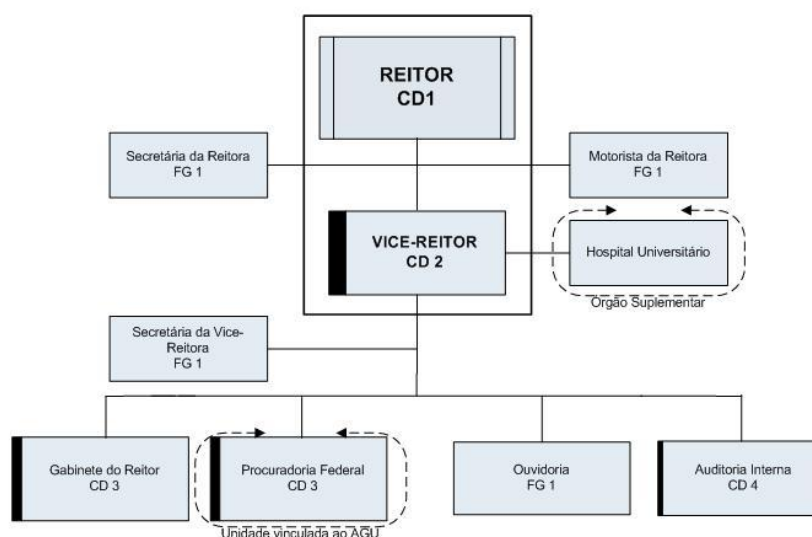 REITOR
CD1
Secretária da Reitora
FG 1
Motorista da Reitora
FG 1
VICE-REITOR
CD 2
Hospital Universitário
Orgão Suplementar
Secretária da Vice-
Reitora
FG 1
Gabinete do Reitor
CD 3
Procuradoria Federal
CD 3
Unidade vinculada ao AGU
Ouvidoria
FG 1
Auditoria Interna
CD 4